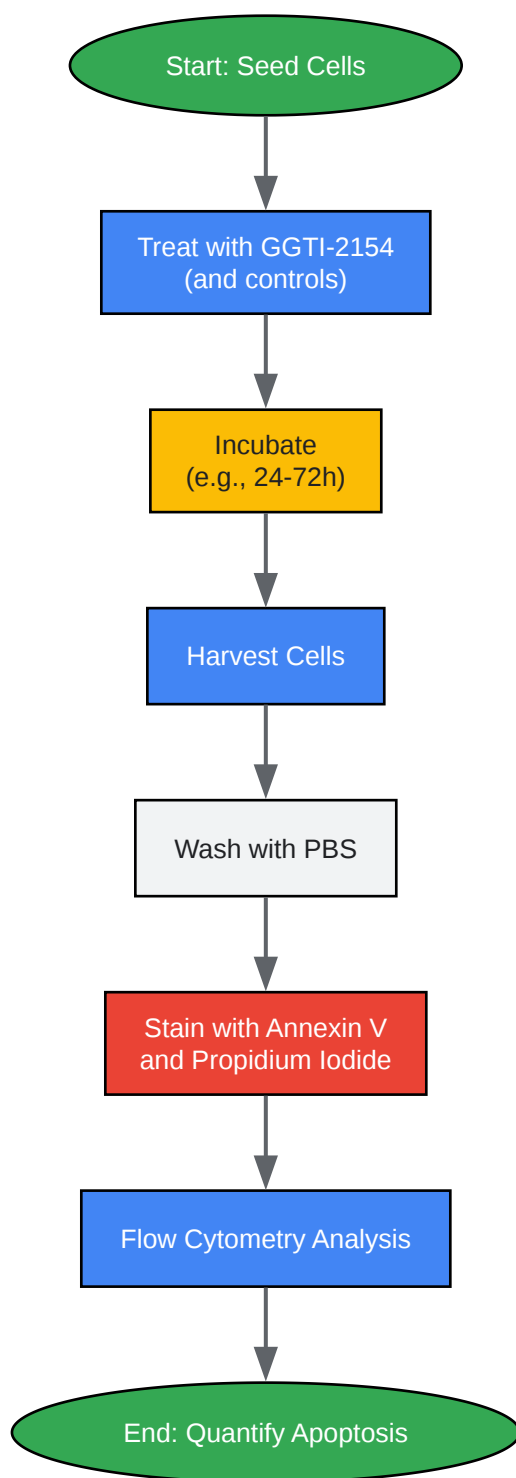 Start: Seed Cells
Treat with GGTI-2154
(and controls)
Incubate
(e.g., 24-72h)
Harvest Cells
Wash with PBS
Stain with Annexin V
and Propidium Iodide
Flow Cytometry Analysis
End: Quantify Apoptosis